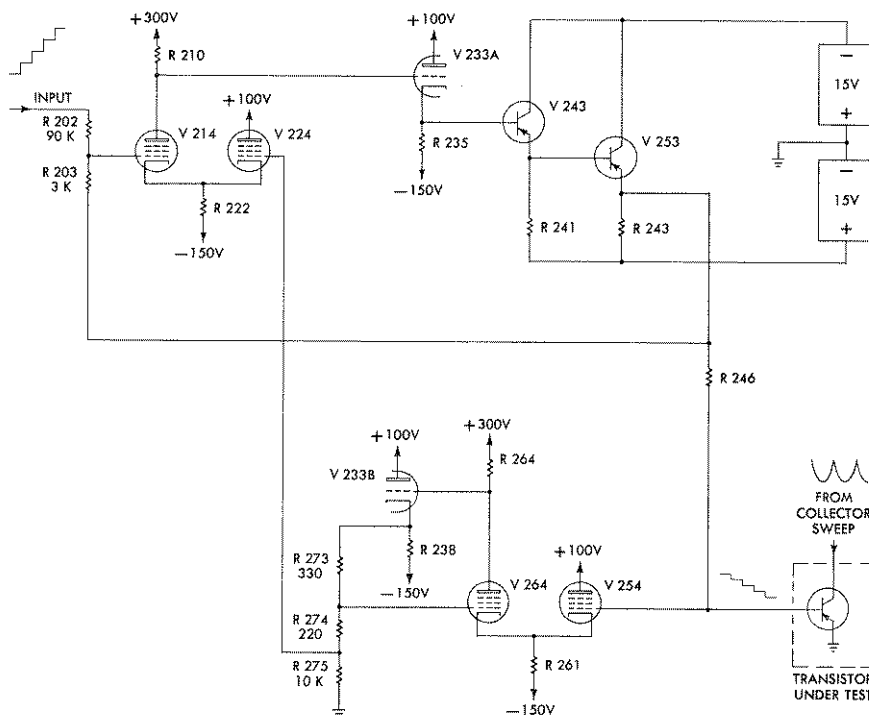 +300V
R 210
+100V
V 233A
INPUT
R 202
90 K
R 203
3 K
V 214
+100V
V 224
R 222
—150V
R 235
—150V
V 243
V 253
R 241
R 243
—
15V
+
—
15V
+
R 246
+100V
V 233B
+300V
R 264
R 238
—150V
R 273
330
R 274
220
R 275
10 K
V 264
+100V
V 254
R 261
—150V
FROM
COLLECTOR
SWEEP
TRANSISTOR
UNDER TEST